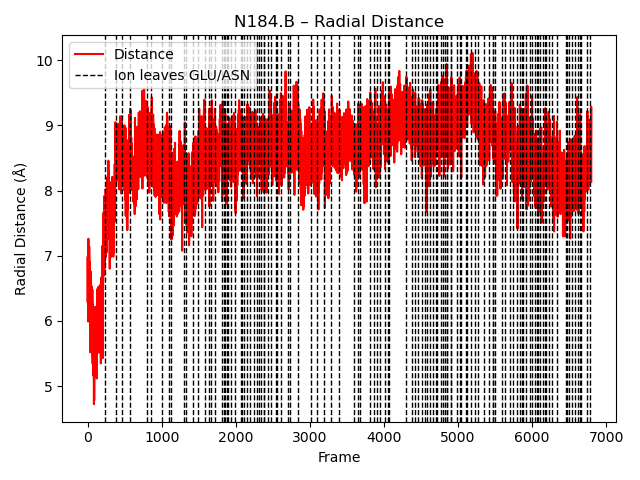 N184.B – Radial Distance
Distance
Ion leaves GLU/ASN
Radial Distance (Å)
10
9
8
7
6
5
0
1000
2000
3000
4000
5000
6000
7000
Frame